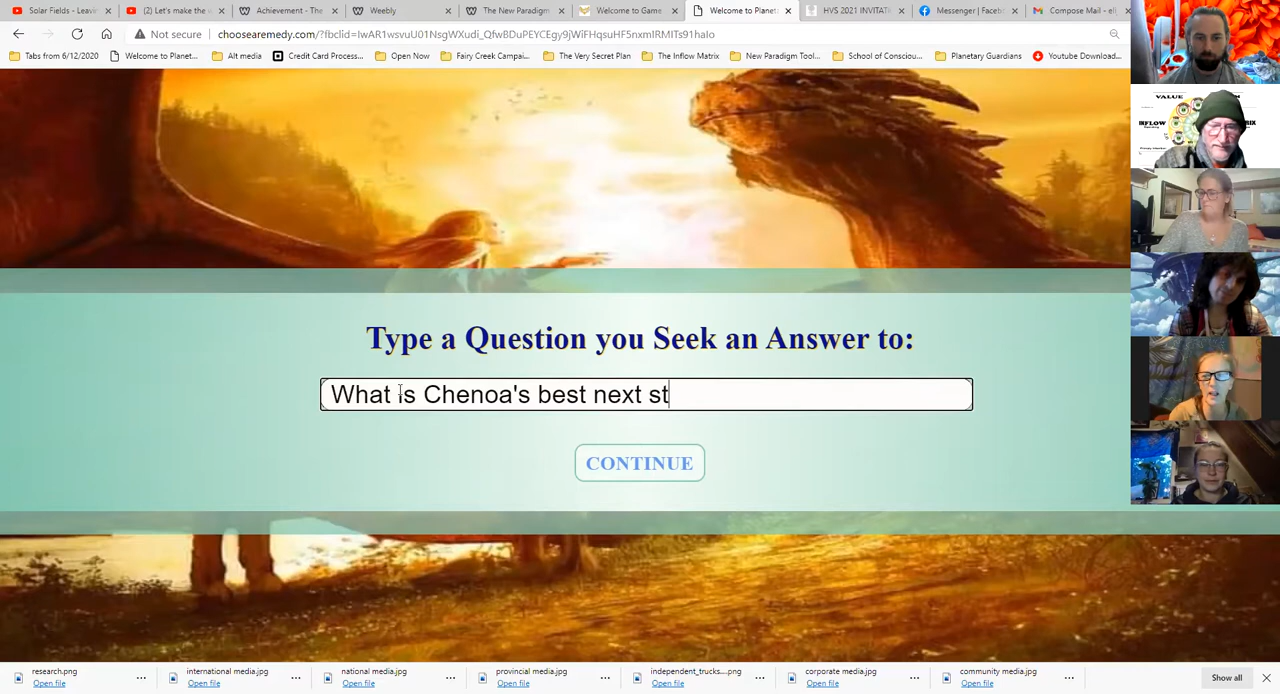 Solar Fields - Leavin
(2) Let's make the w
Achievement - The
Weebly
The New Paradigm
Welcome to Game
Welcome to Planeta
HVS 2021 INVITATI
Messenger | Faceb
Compose Mail - eli
Not secure
choosearemedy.com/?fbclid=IwAR1wsvuU01NsgWXudi_QfwBDuPEYCEgy9jWiFHqsuHF5nxmlRMITs91haIo
Tabs from 6/12/2020
Welcome to Planet...
Alt media
Credit Card Process...
Open Now
Fairy Creek Campai...
The Very Secret Plan
The Inflow Matrix
New Paradigm Tool...
School of Consciou...
Planetary Guardians
Youtube Download...
VALUE
INFLOW
Type a Question you Seek an Answer to:
What is Chenoa's best next st
CONTINUE
research.png
Open file
international media.jpg
Open file
national media.jpg
Open file
provincial media.jpg
Open file
independent_trucks....png
Open file
corporate media.jpg
Open file
community media.jpg
Open file
Show all